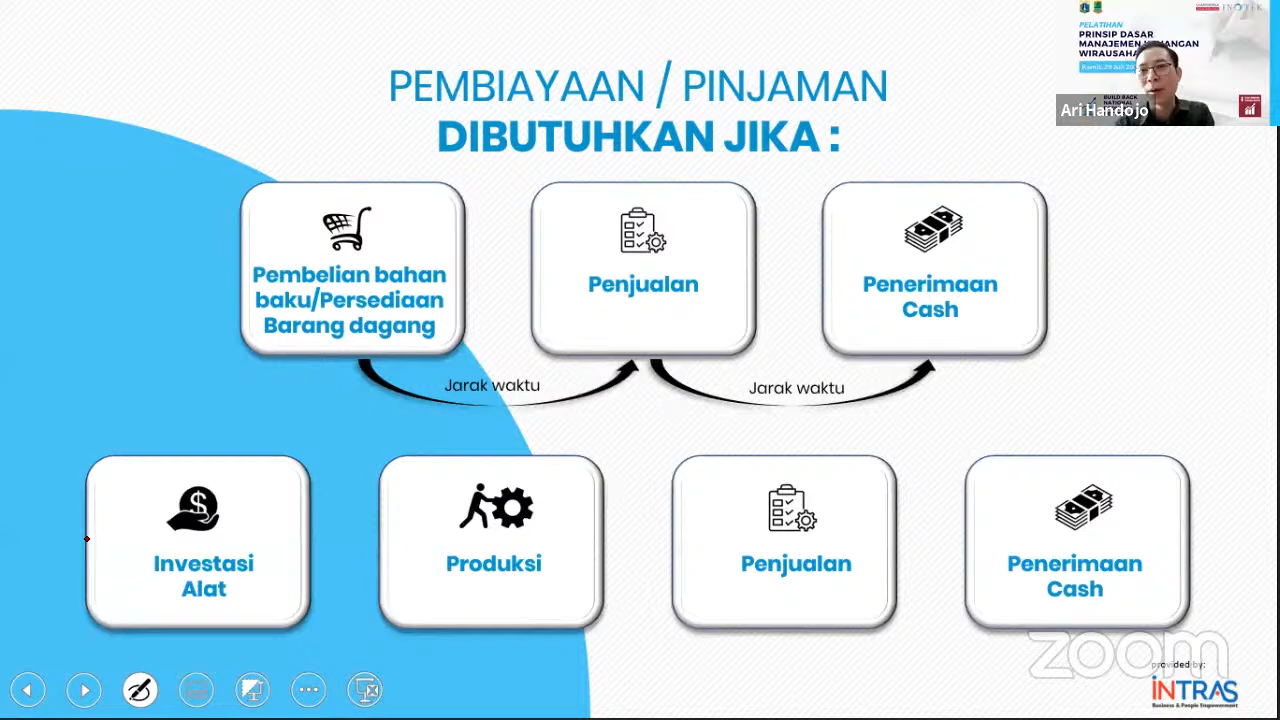 PELATIHAN
PRINSIP DASAR
MANAJEMEN
WIRAUSAHA
Ari Handojo
PEMBIAYAAN / PINJAMAN
DIBUTUHKAN JIKA :
Pembelian bahan
baku/Persediaan
Barang dagang
Penjualan
Penerimaan
Cash
Jarak waktu
Jarak waktu
Investasi
Alat
Produksi
Penjualan
Penerimaan
Cash
zoom
provided by:
iNTRAS
Business & People Empowerment